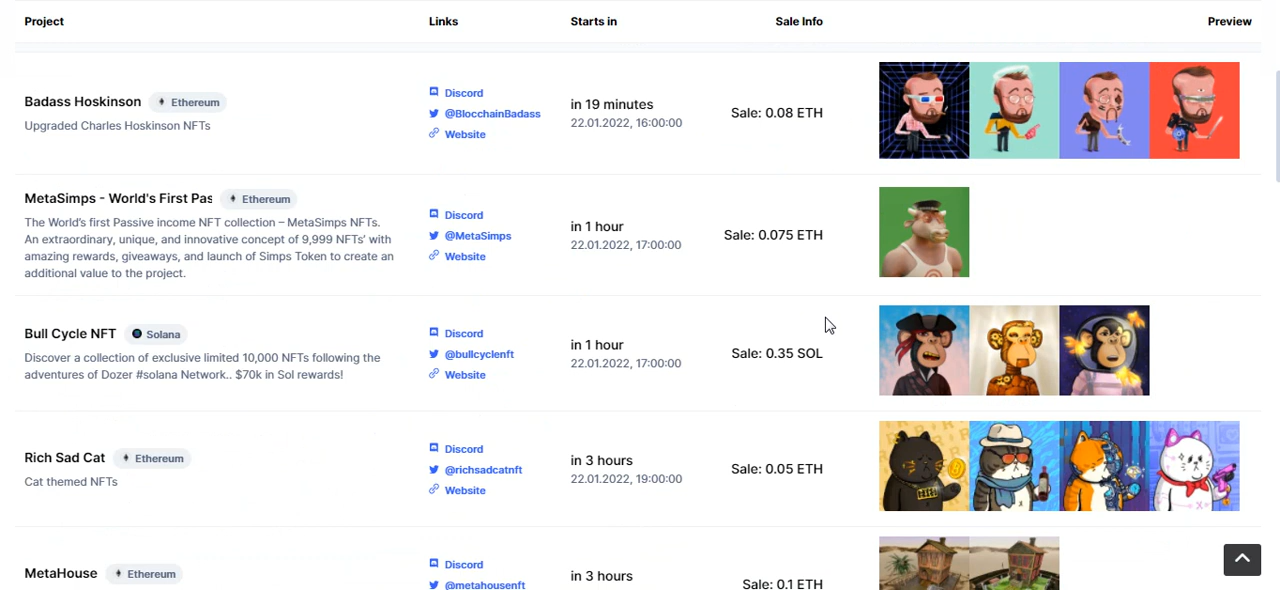 Project Links Starts in Sale Info Preview
Badass Hoskinson Ethereum
Upgraded Charles Hoskinson NFTs
Discord
@BlocchainBadass
Website
in 19 minutes
22.01.2022, 16:00:00
Sale: 0.08 ETH
MetaSimps - World's First Pas Ethereum
The World's first Passive income NFT collection – MetaSimps NFTs.
An extraordinary, unique, and innovative concept of 9,999 NFTs' with
amazing rewards, giveaways, and launch of Simps Token to create an
additional value to the project.
Discord
@MetaSimps
Website
in 1 hour
22.01.2022, 17:00:00
Sale: 0.075 ETH
Bull Cycle NFT Solana
Discover a collection of exclusive limited 10,000 NFTs following the
adventures of Dozer #solana Network.. $70k in Sol rewards!
Discord
@bullcyclenft
Website
in 1 hour
22.01.2022, 17:00:00
Sale: 0.35 SOL
Rich Sad Cat Ethereum
Cat themed NFTs
Discord
@richsadcatnft
Website
in 3 hours
22.01.2022, 19:00:00
Sale: 0.05 ETH
MetaHouse Ethereum
Discord
@metahousenft
in 3 hours
Sale: 0.1 ETH